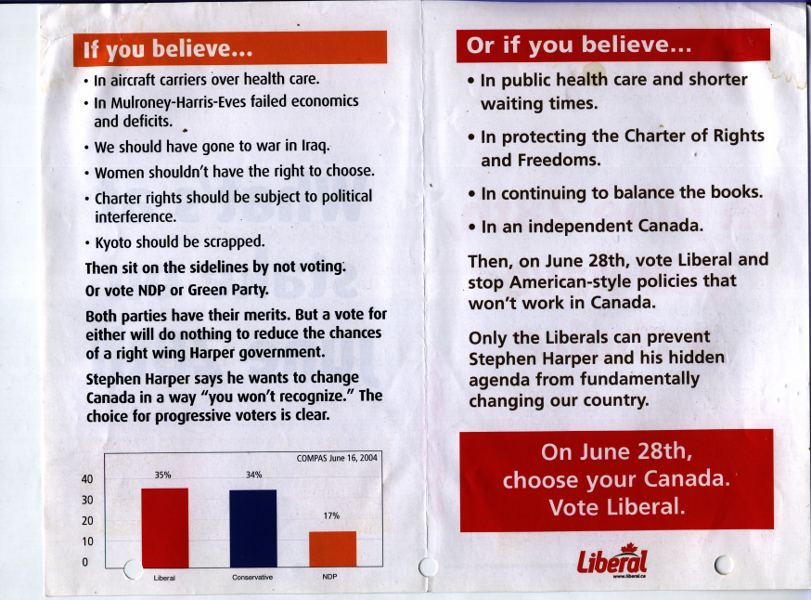 If you believe...
• In aircraft carriers over health care.
• In Mulroney-Harris-Eves failed economics
and deficits.
• We should have gone to war in Iraq.
• Women shouldn't have the right to choose.
• Charter rights should be subject to political
interference.
• Kyoto should be scrapped.
Then sit on the sidelines by not voting.
Or vote NDP or Green Party.
Both parties have their merits. But a vote for
either will do nothing to reduce the chances
of a right wing Harper government.
Stephen Harper says he wants to change
Canada in a way "you won't recognize." The
choice for progressive voters is clear.
COMPAS June 16, 2004
40
30
20
10
0
35%
34%
17%
Liberal
Conservative
NDP
Or if you believe...
• In public health care and shorter
waiting times.
• In protecting the Charter of Rights
and Freedoms.
• In continuing to balance the books.
• In an independent Canada.
Then, on June 28th, vote Liberal and
stop American-style policies that
won't work in Canada.
Only the Liberals can prevent
Stephen Harper and his hidden
agenda from fundamentally
changing our country.
On June 28th,
choose your Canada.
Vote Liberal.
Liberal
www.liberal.ca